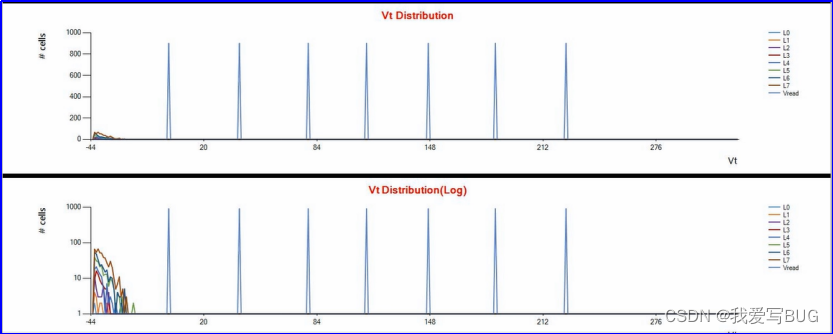 Vt Distribution
# cells
1000
800
600
400
200
0
-44
20
84
148
212
276
Vt
L0
L1
L2
L3
L4
L5
L6
L7
Vread
Vt Distribution(Log)
# cells
1000
100
10
1
-44
20
84
148
212
276
L0
L1
L2
L3
L4
L5
L6
L7
Vread
CSDN @我爱写BUG